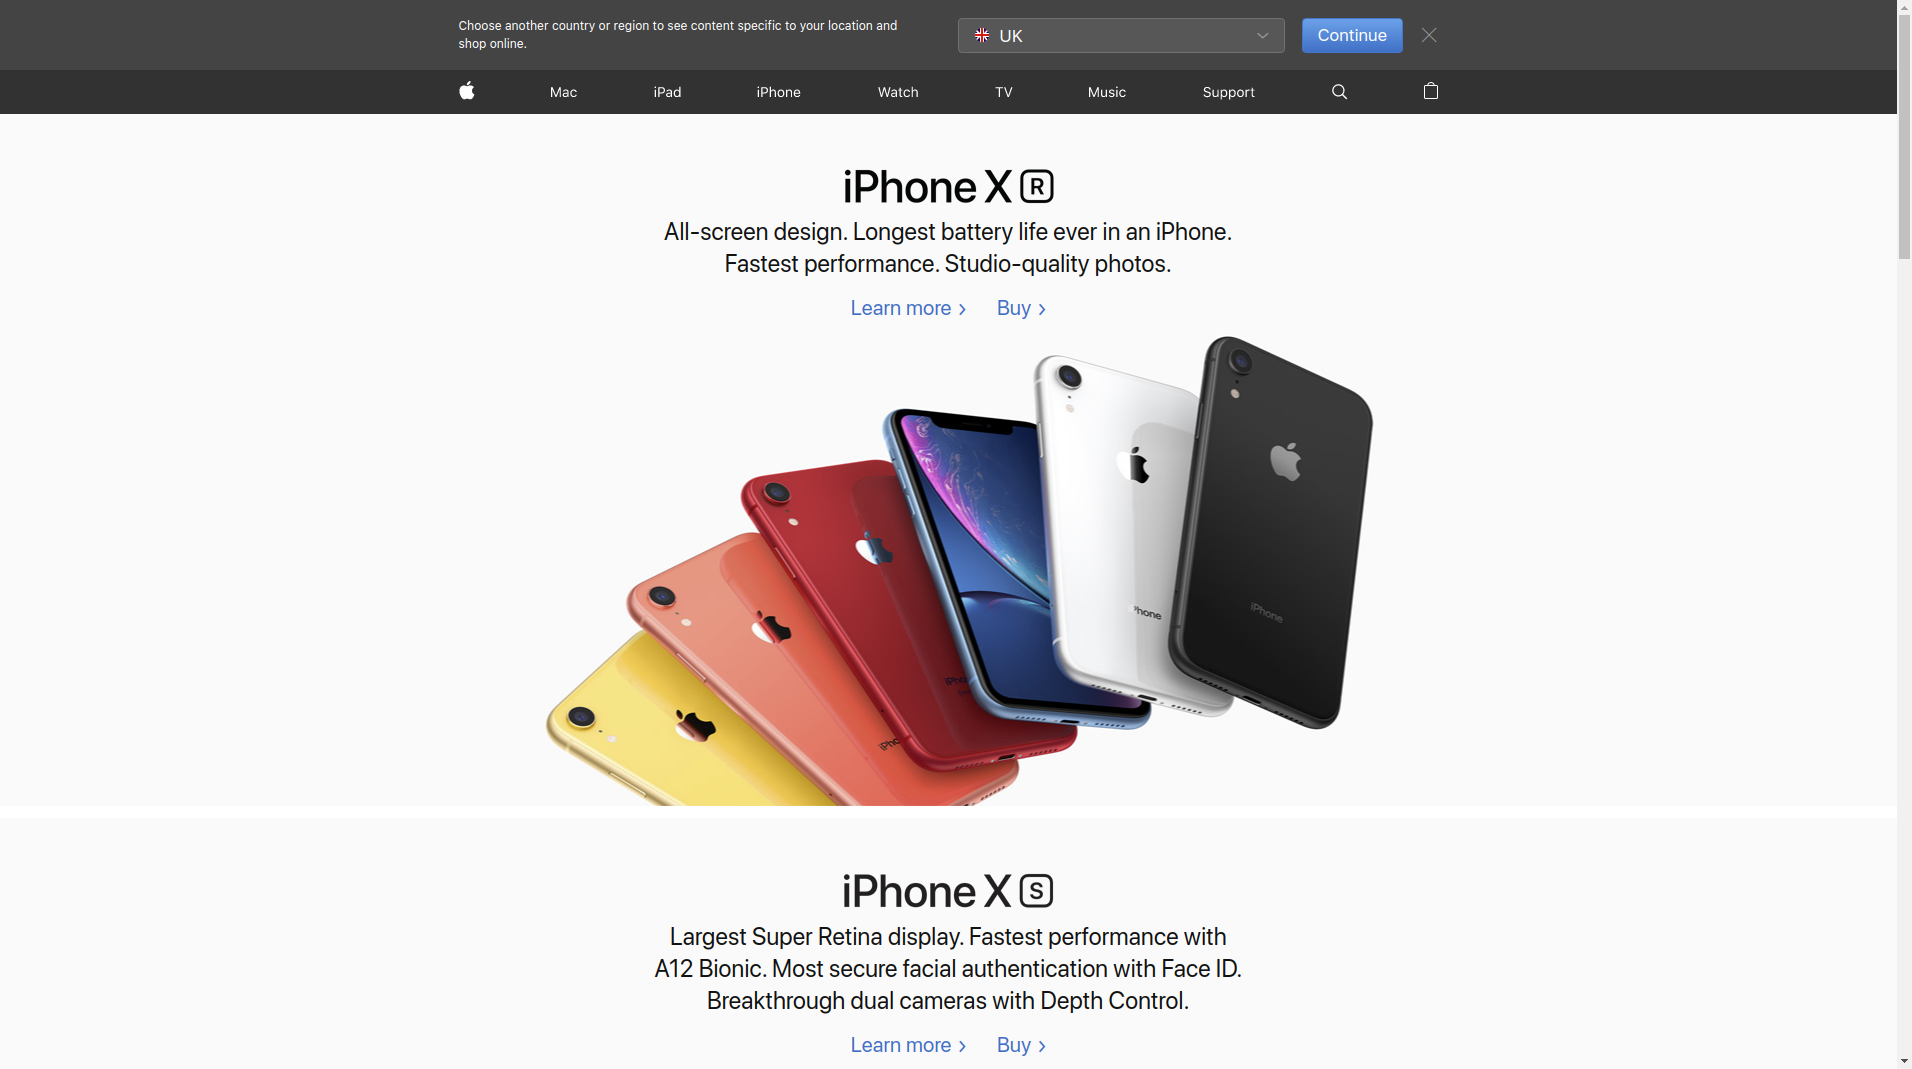 Choose another country or region to see content specific to your location and
shop online.
UK
Continue
Mac
iPad
iPhone
Watch
TV
Music
Support
iPhone XR
All-screen design. Longest battery life ever in an iPhone.
Fastest performance. Studio-quality photos.
Learn more
Buy
iPhone
iPhone
iPhone XS
Largest Super Retina display. Fastest performance with
A12 Bionic. Most secure facial authentication with Face ID.
Breakthrough dual cameras with Depth Control.
Learn more
Buy